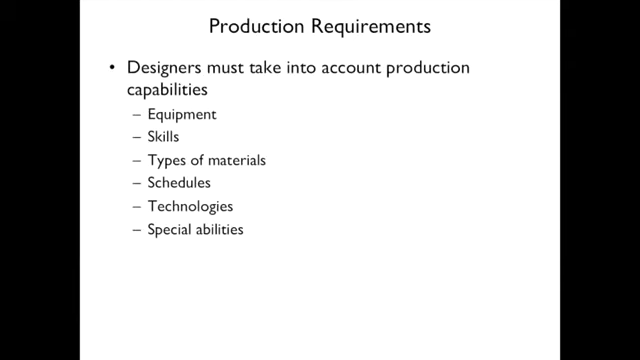 Production Requirements
• Designers must take into account production
capabilities
– Equipment
– Skills
– Types of materials
– Schedules
– Technologies
– Special abilities